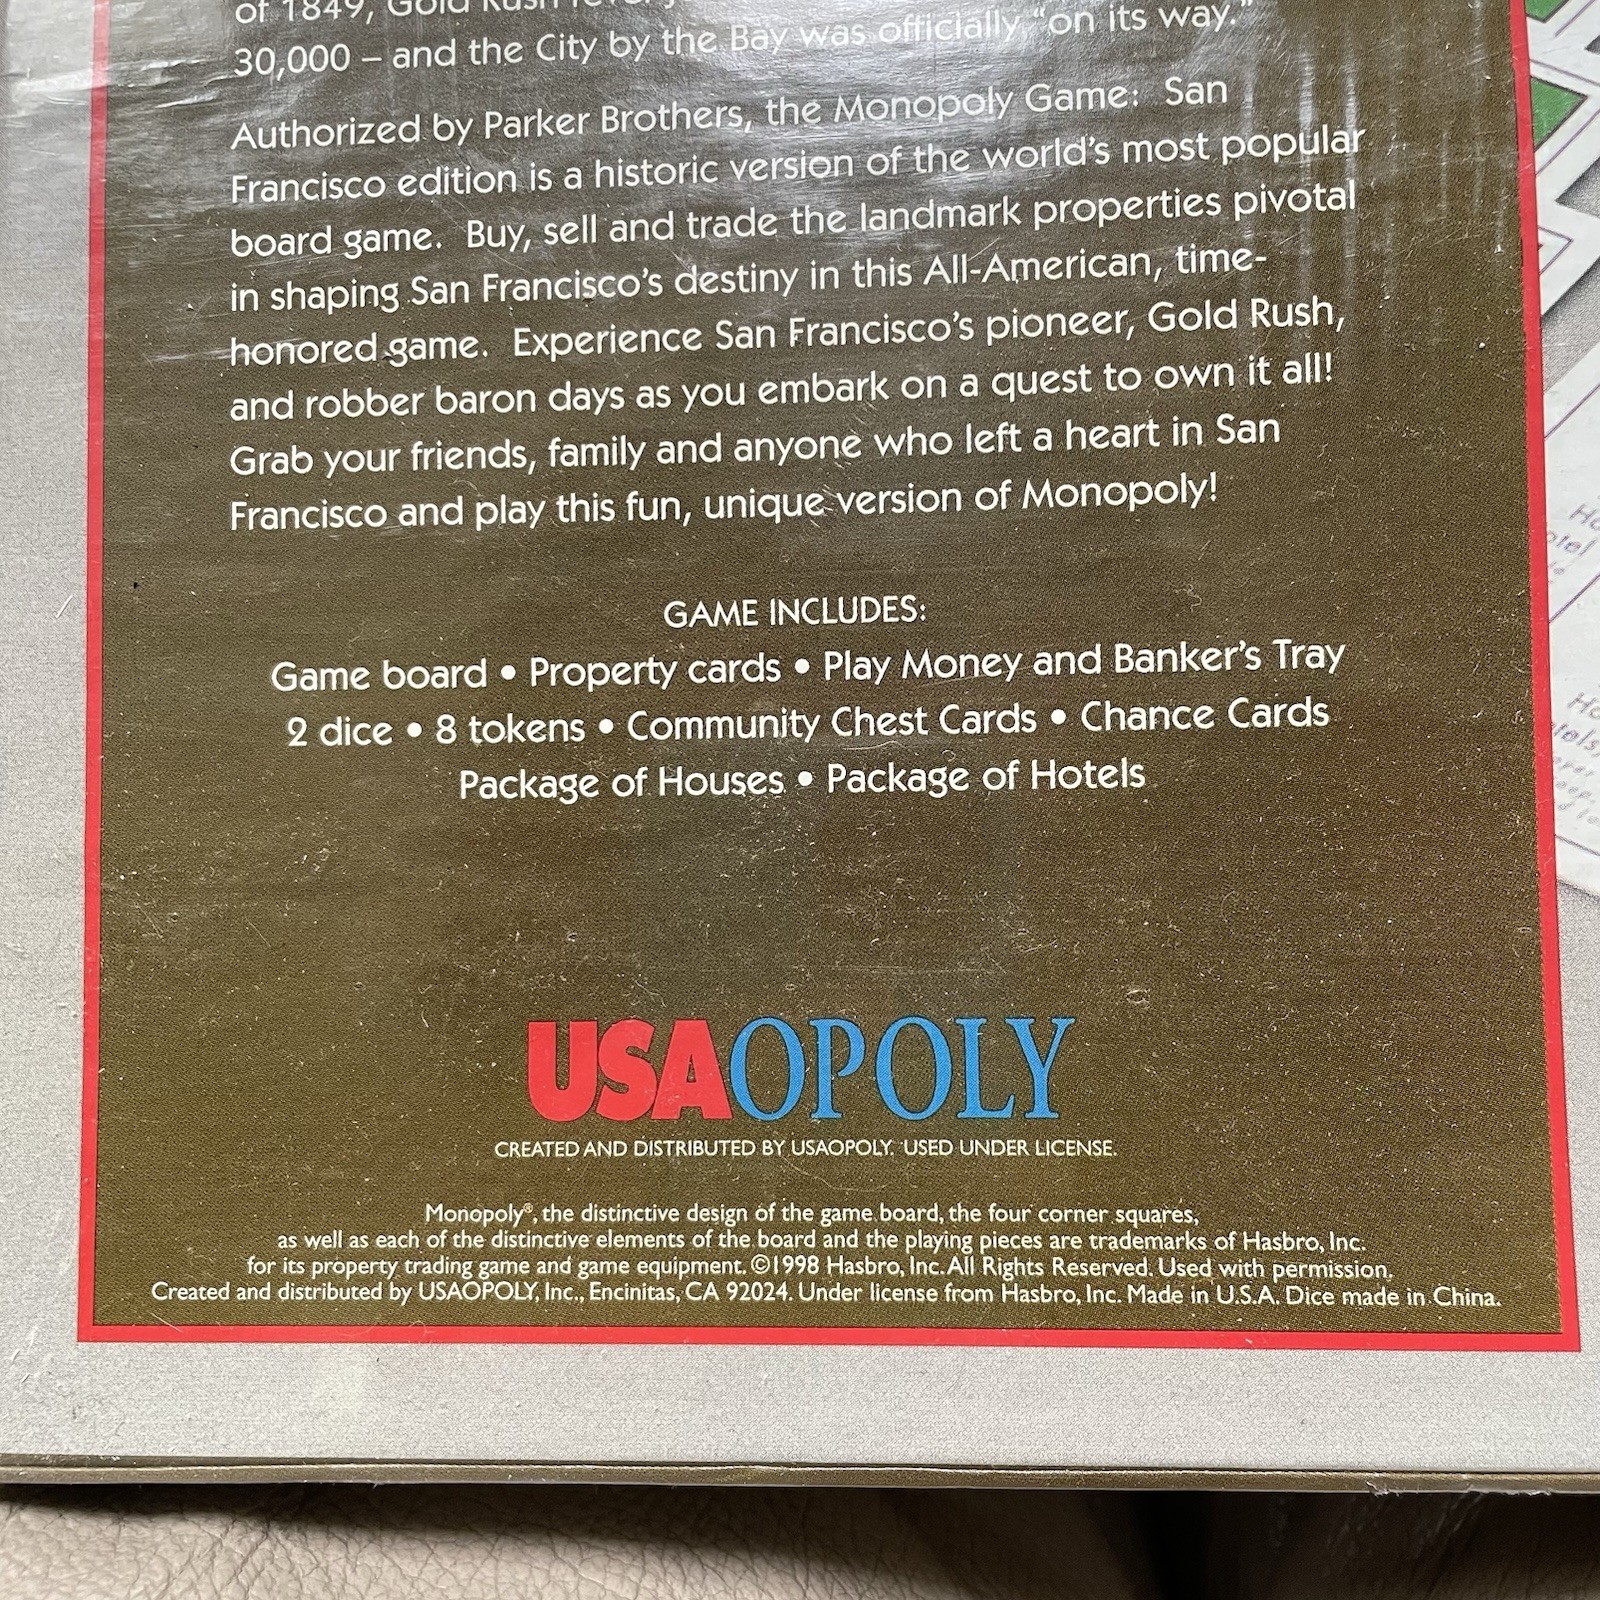 of 1849, Gold Rush
30,000 – and the City by the Bay was officially "on its way."
Authorized by Parker Brothers, the Monopoly Game: San
Francisco edition is a historic version of the world's most popular
board game. Buy, sell and trade the landmark properties pivotal
in shaping San Francisco's destiny in this All-American, time-
honored game. Experience San Francisco's pioneer, Gold Rush,
and robber baron days as you embark on a quest to own it all!
Grab your friends, family and anyone who left a heart in San
Francisco and play this fun, unique version of Monopoly!
GAME INCLUDES:
Game board • Property cards • Play Money and Banker's Tray
2 dice • 8 tokens • Community Chest Cards • Chance Cards
Package of Houses • Package of Hotels
USAOPOLY
CREATED AND DISTRIBUTED BY USAOPOLY. USED UNDER LICENSE.
Monopoly®, the distinctive design of the game board, the four corner squares,
as well as each of the distinctive elements of the board and the playing pieces are trademarks of Hasbro, Inc.
for its property trading game and game equipment. ©1998 Hasbro, Inc. All Rights Reserved. Used with permission.
Created and distributed by USAOPOLY, Inc., Encinitas, CA 92024. Under license from Hasbro, Inc. Made in U.S.A. Dice made in China.